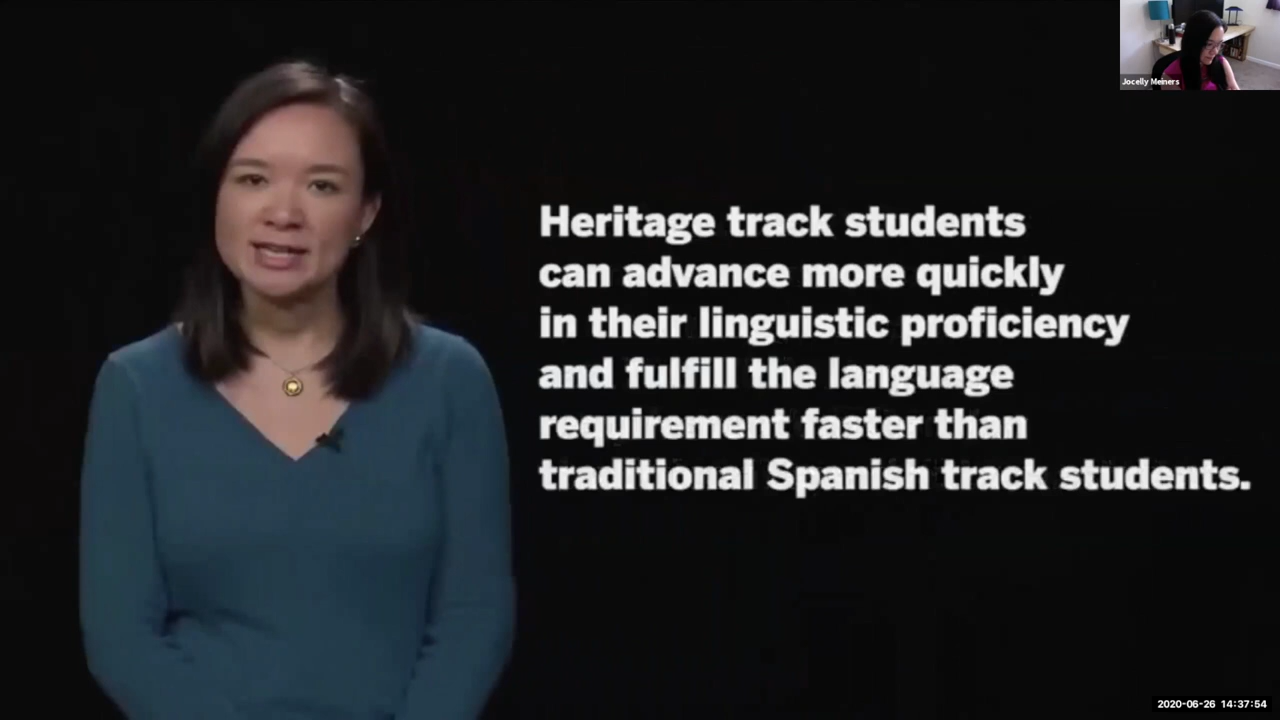 Jocelly Meiners
Heritage track students
can advance more quickly
in their linguistic proficiency
and fulfill the language
requirement faster than
traditional Spanish track students.
2020-06-26 14:37:54